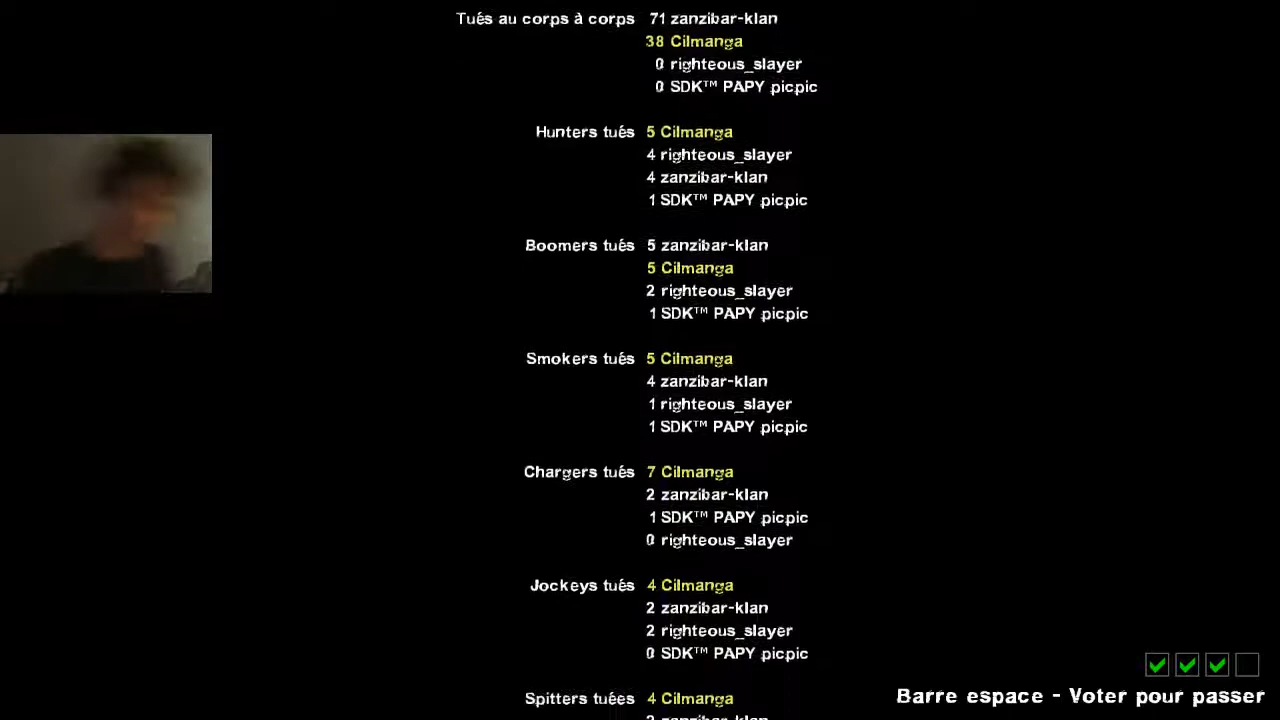 Tués au corps à corps 71 zanzibar-klan
38 Cilmanga
0 righteous_slayer
0 SDK™ PAPY picpic
Hunters tués 5 Cilmanga
4 righteous_slayer
4 zanzibar-klan
1 SDK™ PAPY picpic
Boomers tués 5 zanzibar-klan
5 Cilmanga
2 righteous_slayer
1 SDK™ PAPY picpic
Smokers tués 5 Cilmanga
4 zanzibar-klan
1 righteous_slayer
1 SDK™ PAPY picpic
Chargers tués 7 Cilmanga
2 zanzibar-klan
1 SDK™ PAPY picpic
0 righteous_slayer
Jockeys tués 4 Cilmanga
2 zanzibar-klan
2 righteous_slayer
0 SDK™ PAPY picpic
Spitters tuées 4 Cilmanga
2 zanzibar-klan
Barre espace - Voter pour passer